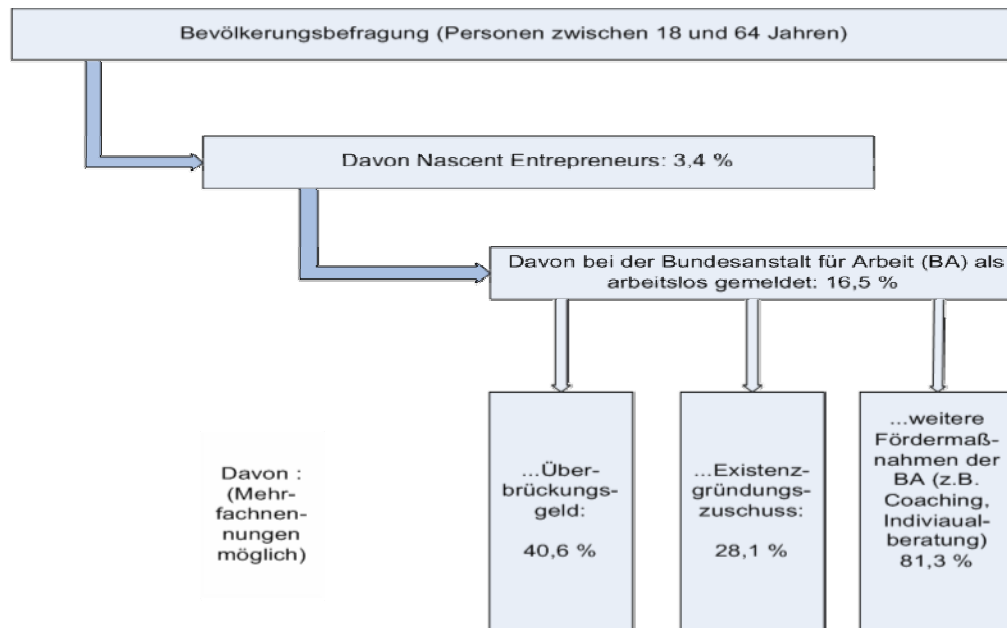 Bevölkerungsbefragung (Personen zwischen 18 und 64 Jahren)
Davon Nascent Entrepreneurs: 3,4 %
Davon bei der Bundesanstalt für Arbeit (BA) als
arbeitslos gemeldet: 16,5 %
Davon :
(Mehr-
fachnen-
nungen
möglich)
...Über-
brückungs-
geld:
40,6 %
...Existenz-
gründungs-
zuschuss:
28,1 %
...weitere
Fördermaß-
nahmen der
BA (z.B.
Coaching,
Indiviaual-
beratung)
81,3 %